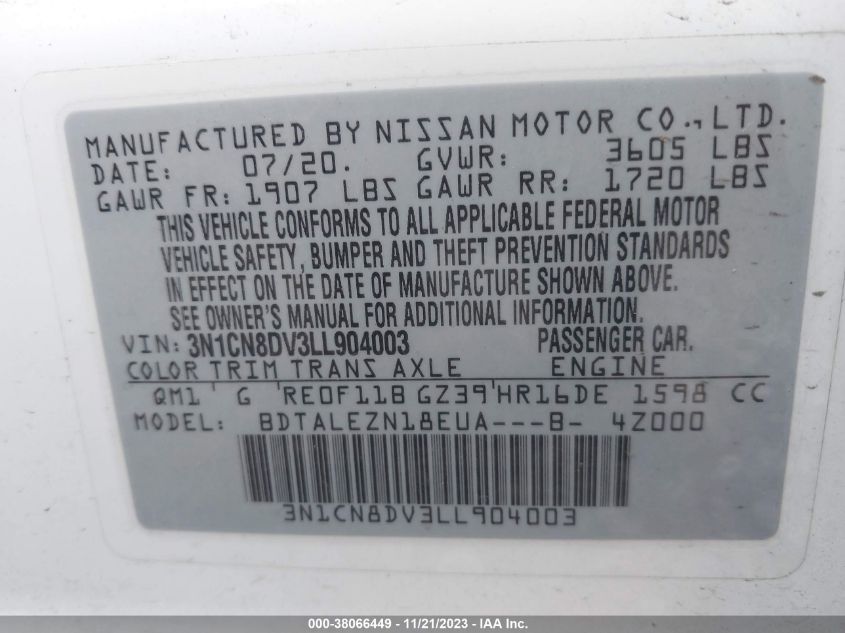 MANUFACTURED BY NISSAN MOTOR CO., LTD.
DATE: 07/20. GVWR: 3605 LBS
GAWR FR: 1907 LBS GAWR RR: 1720 LBS
THIS VEHICLE CONFORMS TO ALL APPLICABLE FEDERAL MOTOR
VEHICLE SAFETY, BUMPER AND THEFT PREVENTION STANDARDS
IN EFFECT ON THE DATE OF MANUFACTURE SHOWN ABOVE.
SEE OWNER'S MANUAL FOR ADDITIONAL INFORMATION.
VIN: 3N1CN8DV3LL904003 PASSENGER CAR.
COLOR TRIM TRANS AXLE ENGINE
QM1 G RE0F11B GZ39 HR16DE 1598 CC
MODEL: BDTALEZN18EUA---B- 4Z000
3N1CN8DV3LL904003
000-38066449 - 11/21/2023 - IAA Inc.